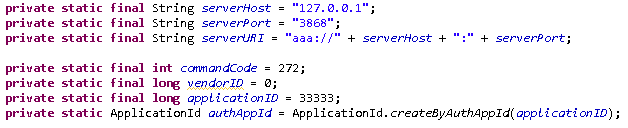 private static final String serverHost = "127.0.0.1";
private static final String serverPort = "3868";
private static final String serverURI = "aaa://" + serverHost + ":" + serverPort;
private static final int commandCode = 272;
private static final long vendorID = 0;
private static final long applicationID = 33333;
private static ApplicationId authAppId = ApplicationId.createByAuthAppId(applicationID);